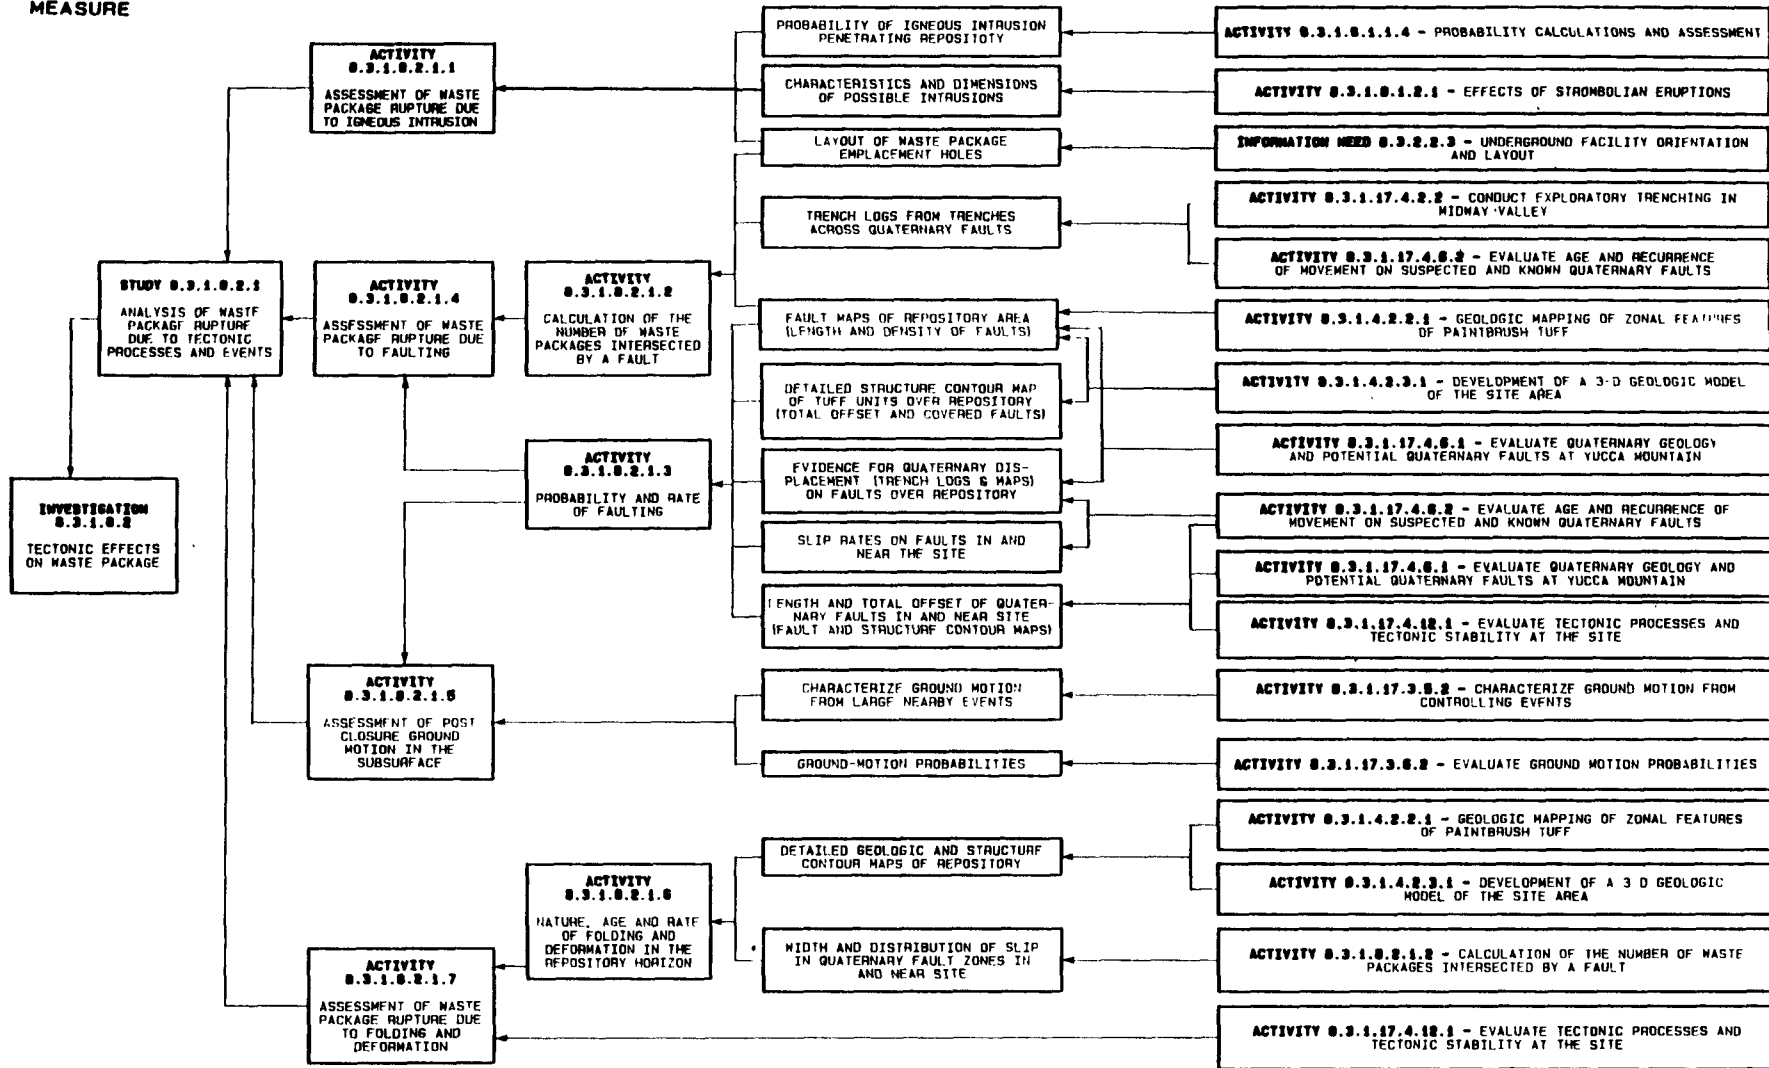 MEASURE
ACTIVITY
8.3.1.8.2.1.1
ASSESSMENT OF WASTE
PACKAGE RUPTURE DUE
TO IGNEOUS INTRUSION
STUDY 8.3.1.8.2.1
ANALYSIS OF WASTE
PACKAGE RUPTURE
DUE TO TECTONIC
PROCESSES AND EVENTS
INVESTIGATION
8.3.1.8.2
TECTONIC EFFECTS
ON WASTE PACKAGE
ACTIVITY
8.3.1.8.2.1.4
ASSESSMENT OF WASTE
PACKAGE RUPTURE DUE
TO FAULTING
ACTIVITY
8.3.1.8.2.1.2
CALCULATION OF THE
NUMBER OF WASTE
PACKAGES INTERSECTED
BY A FAULT
ACTIVITY
8.3.1.8.2.1.3
PROBABILITY AND RATE
OF FAULTING
ACTIVITY
8.3.1.8.2.1.5
ASSESSMENT OF POST
CLOSURE GROUND
MOTION IN THE
SUBSURFACE
ACTIVITY
8.3.1.8.2.1.6
NATURE, AGE AND RATE
OF FOLDING AND
DEFORMATION IN THE
REPOSITORY HORIZON
ACTIVITY
8.3.1.8.2.1.7
ASSESSMENT OF WASTE
PACKAGE RUPTURE DUE
TO FOLDING AND
DEFORMATION
PROBABILITY OF IGNEOUS INTRUSION
PENETRATING REPOSITOTY
CHARACTERISTICS AND DIMENSIONS
OF POSSIBLE INTRUSIONS
LAYOUT OF WASTE PACKAGE
EMPLACEMENT HOLES
TRENCH LOGS FROM TRENCHES
ACROSS QUATERNARY FAULTS
FAULT MAPS OF REPOSITORY AREA
(LENGTH AND DENSITY OF FAULTS)
DETAILED STRUCTURE CONTOUR MAP
OF TUFF UNITS OVER REPOSITORY
(TOTAL OFFSET AND COVERED FAULTS)
EVIDENCE FOR QUATERNARY DIS-
PLACEMENT (TRENCH LOGS & MAPS)
ON FAULTS OVER REPOSITORY
SLIP RATES ON FAULTS IN AND
NEAR THE SITE
LENGTH AND TOTAL OFFSET OF QUATER-
NARY FAULTS IN AND NEAR SITE
(FAULT AND STRUCTURE CONTOUR MAPS)
CHARACTERIZE GROUND MOTION
FROM LARGE NEARBY EVENTS
GROUND-MOTION PROBABILITIES
DETAILED GEOLOGIC AND STRUCTURE
CONTOUR MAPS OF REPOSITORY
WIDTH AND DISTRIBUTION OF SLIP
IN QUATERNARY FAULT ZONES IN
AND NEAR SITE
ACTIVITY 8.3.1.8.1.1.4 - PROBABILITY CALCULATIONS AND ASSESSMENT
ACTIVITY 8.3.1.8.1.2.1 - EFFECTS OF STROMBOLIAN ERUPTIONS
INFORMATION NEED 8.3.2.2.3 - UNDERGROUND FACILITY ORIENTATION
AND LAYOUT
ACTIVITY 8.3.1.17.4.2.2 - CONDUCT EXPLORATORY TRENCHING IN
MIDWAY VALLEY
ACTIVITY 8.3.1.17.4.6.2 - EVALUATE AGE AND RECURRENCE
OF MOVEMENT ON SUSPECTED AND KNOWN QUATERNARY FAULTS
ACTIVITY 8.3.1.4.2.2.1 - GEOLOGIC MAPPING OF ZONAL FEATURES
OF PAINTBRUSH TUFF
ACTIVITY 8.3.1.4.2.3.1 - DEVELOPMENT OF A 3-D GEOLOGIC MODEL
OF THE SITE AREA
ACTIVITY 8.3.1.17.4.6.1 - EVALUATE QUATERNARY GEOLOGY
AND POTENTIAL QUATERNARY FAULTS AT YUCCA MOUNTAIN
ACTIVITY 8.3.1.17.4.6.2 - EVALUATE AGE AND RECURRENCE OF
MOVEMENT ON SUSPECTED AND KNOWN QUATERNARY FAULTS
ACTIVITY 8.3.1.17.4.6.1 - EVALUATE QUATERNARY GEOLOGY AND
POTENTIAL QUATERNARY FAULTS AT YUCCA MOUNTAIN
ACTIVITY 8.3.1.17.4.12.1 - EVALUATE TECTONIC PROCESSES AND
TECTONIC STABILITY AT THE SITE
ACTIVITY 8.3.1.17.3.5.2 - CHARACTERIZE GROUND MOTION FROM
CONTROLLING EVENTS
ACTIVITY 8.3.1.17.3.6.2 - EVALUATE GROUND MOTION PROBABILITIES
ACTIVITY 8.3.1.4.2.2.1 - GEOLOGIC MAPPING OF ZONAL FEATURES
OF PAINTBRUSH TUFF
ACTIVITY 8.3.1.4.2.3.1 - DEVELOPMENT OF A 3 D GEOLOGIC
MODEL OF THE SITE AREA
ACTIVITY 8.3.1.8.2.1.2 - CALCULATION OF THE NUMBER OF WASTE
PACKAGES INTERSECTED BY A FAULT
ACTIVITY 8.3.1.17.4.12.1 - EVALUATE TECTONIC PROCESSES AND
TECTONIC STABILITY AT THE SITE